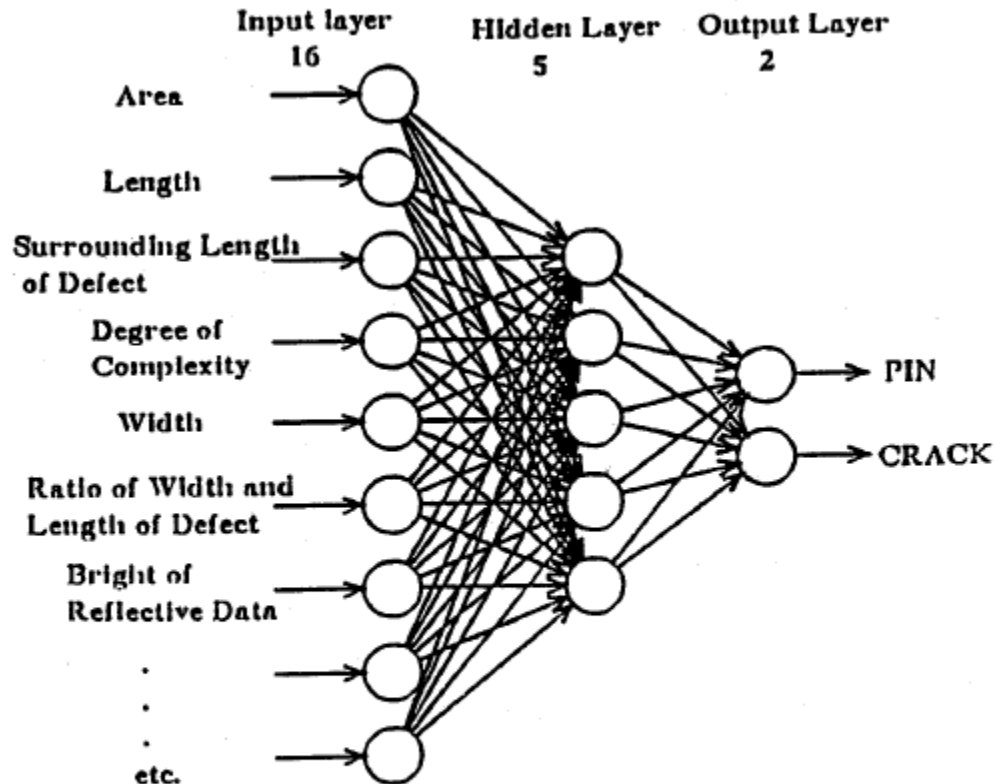 Input layer
16
Hidden Layer
5
Output Layer
2
Area
Length
Surrounding Length
of Defect
Degree of
Complexity
Width
Ratio of Width and
Length of Defect
Bright of
Reflective Data
.
.
.
etc.
PIN
CRACK